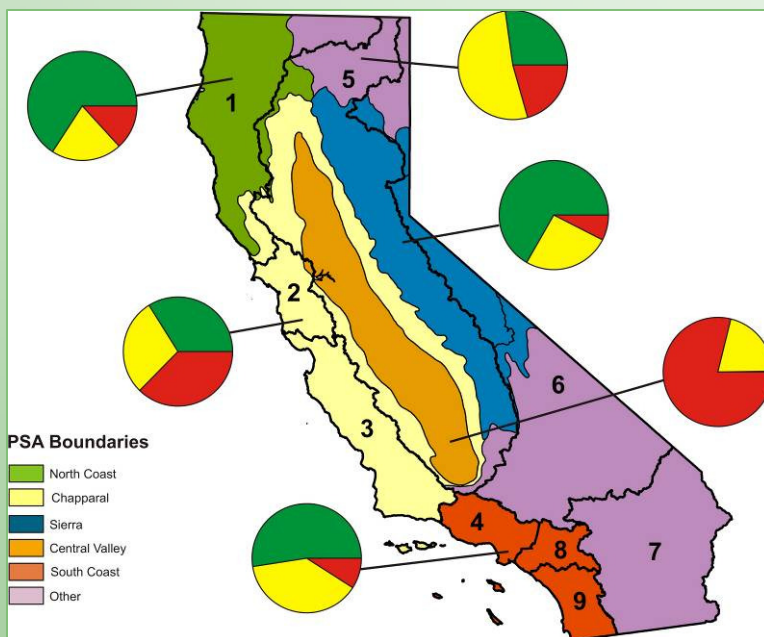 5
1
2
3
6
4
8
7
9
PSA Boundaries
North Coast
Chapparal
Sierra
Central Valley
South Coast
Other